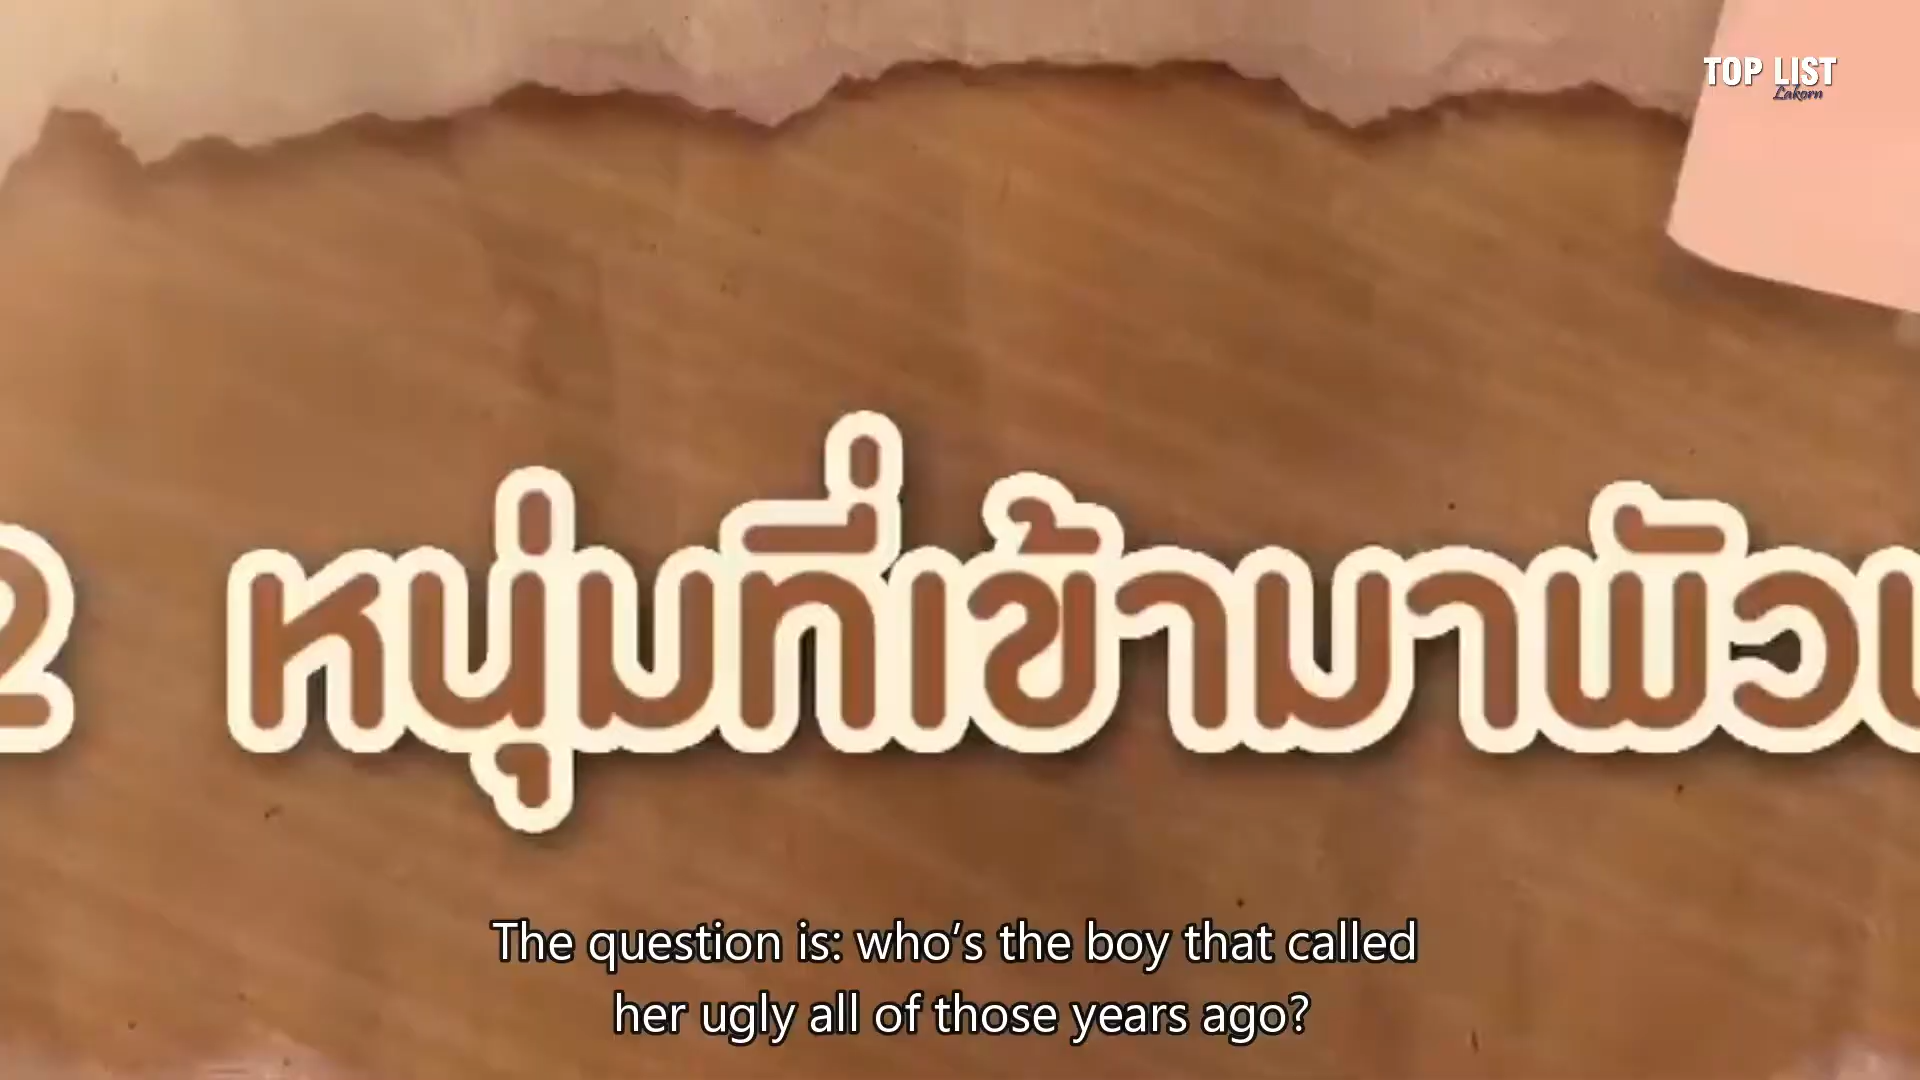 TOP LIST
Lakorn
2 หนุ่มที่เข้ามาพัว
The question is: who's the boy that called
her ugly all of those years ago?